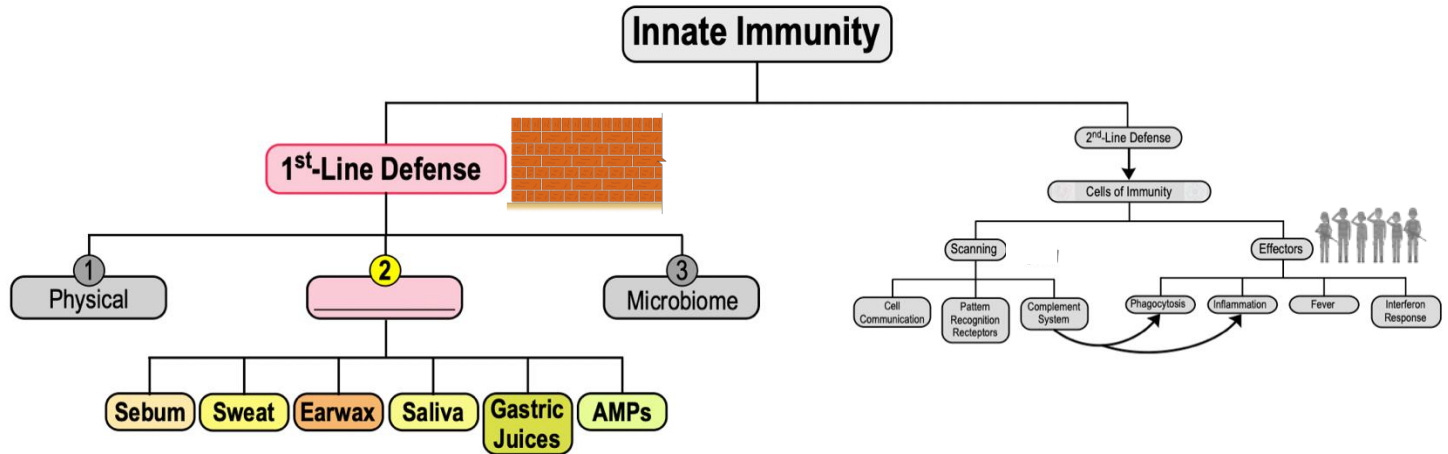 Innate Immunity
1st-Line Defense
2nd-Line Defense
Cells of Immunity
1
Physical
2
3
Microbiome
Scanning
Effectors
Cell
Communication
Pattern
Recognition
Recteptors
Complement
System
Phagocytosis
Inflammation
Fever
Interferon
Response
Sebum
Sweat
Earwax
Saliva
Gastric
Juices
AMPs